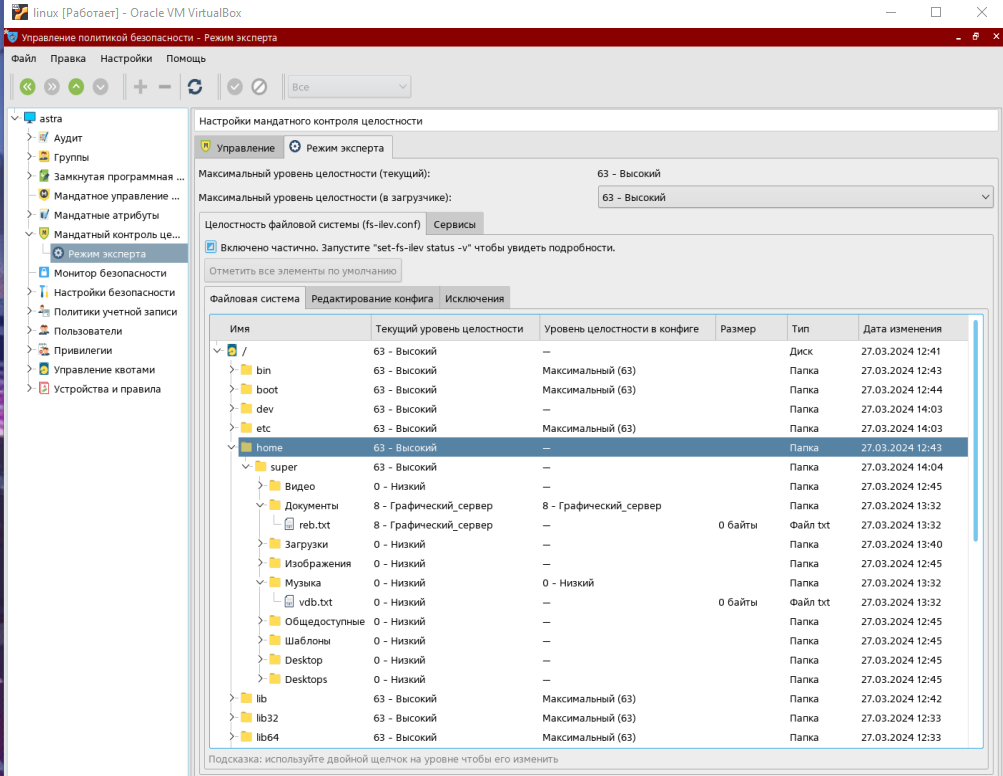 linux [Работает] - Oracle VM VirtualBox
Управление политикой безопасности - Режим эксперта
Файл Правка Настройки Помощь
Все
astra
Аудит
Группы
Замкнутая программная ...
Мандатное управление ...
Мандатные атрибуты
Мандатный контроль це...
Режим эксперта
Монитор безопасности
Настройки безопасности
Политики учетной записи
Пользователи
Привилегии
Управление квотами
Устройства и правила
Настройки мандатного контроля целостности
Управление Режим эксперта
Максимальный уровень целостности (текущий): 63 - Высокий
Максимальный уровень целостности (в загрузчике): 63 - Высокий
Целостность файловой системы (fs-ilev.conf) Сервисы
Включено частично. Запустите "set-fs-ilev status -v" чтобы увидеть подробности.
Отметить все элементы по умолчанию
Файловая система Редактирование конфига Исключения
Имя Текущий уровень целостности Уровень целостности в конфиге Размер Тип Дата изменения
/ 63 - Высокий — Диск 27.03.2024 12:41
bin 63 - Высокий Максимальный (63) Папка 27.03.2024 12:43
boot 63 - Высокий Максимальный (63) Папка 27.03.2024 12:44
dev 63 - Высокий — Папка 27.03.2024 14:03
etc 63 - Высокий Максимальный (63) Папка 27.03.2024 14:03
home 63 - Высокий — Папка 27.03.2024 12:43
super 63 - Высокий — Папка 27.03.2024 14:04
Видео 0 - Низкий — Папка 27.03.2024 12:45
Документы 8 - Графический_сервер 8 - Графический_сервер Папка 27.03.2024 13:32
reb.txt 8 - Графический_сервер — 0 байты Файл txt 27.03.2024 13:32
Загрузки 0 - Низкий — Папка 27.03.2024 13:40
Изображения 0 - Низкий — Папка 27.03.2024 12:45
Музыка 0 - Низкий 0 - Низкий Папка 27.03.2024 13:32
vdb.txt 0 - Низкий — 0 байты Файл txt 27.03.2024 13:32
Общедоступные 0 - Низкий — Папка 27.03.2024 12:45
Шаблоны 0 - Низкий — Папка 27.03.2024 12:45
Desktop 0 - Низкий — Папка 27.03.2024 12:45
Desktops 0 - Низкий — Папка 27.03.2024 12:45
lib 63 - Высокий Максимальный (63) Папка 27.03.2024 12:42
lib32 63 - Высокий Максимальный (63) Папка 27.03.2024 12:33
lib64 63 - Высокий Максимальный (63) Папка 27.03.2024 12:33
Подсказка: используйте двойной щелчок на уровне чтобы его изменить